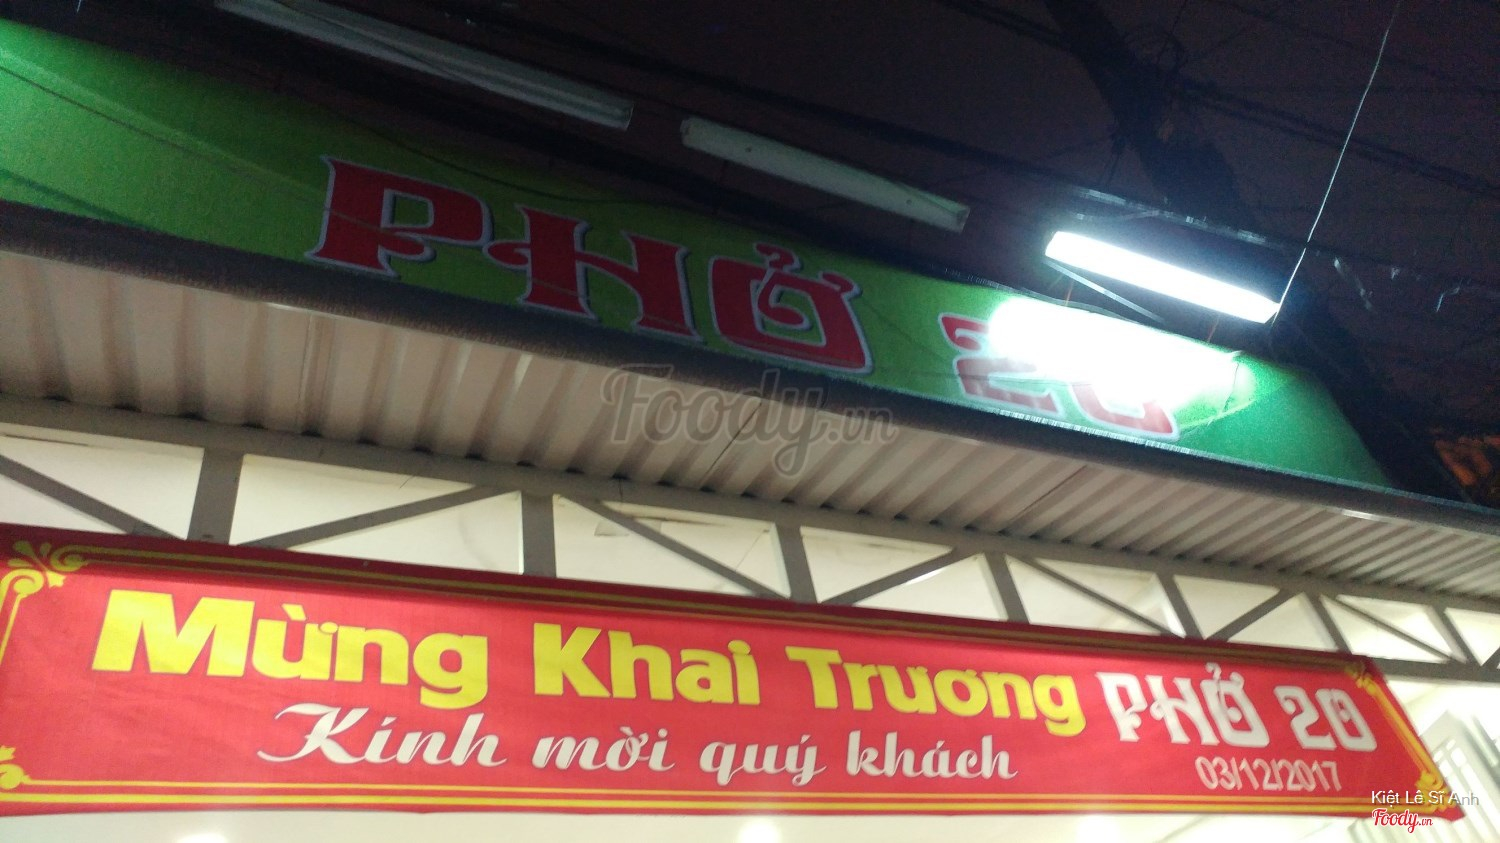 PHỞ 20
Foody.vn
Mừng Khai Trương PHỞ 20
Kính mời quý khách
03/12/2017
Kiệt Lê Sĩ Anh
Foody.vn